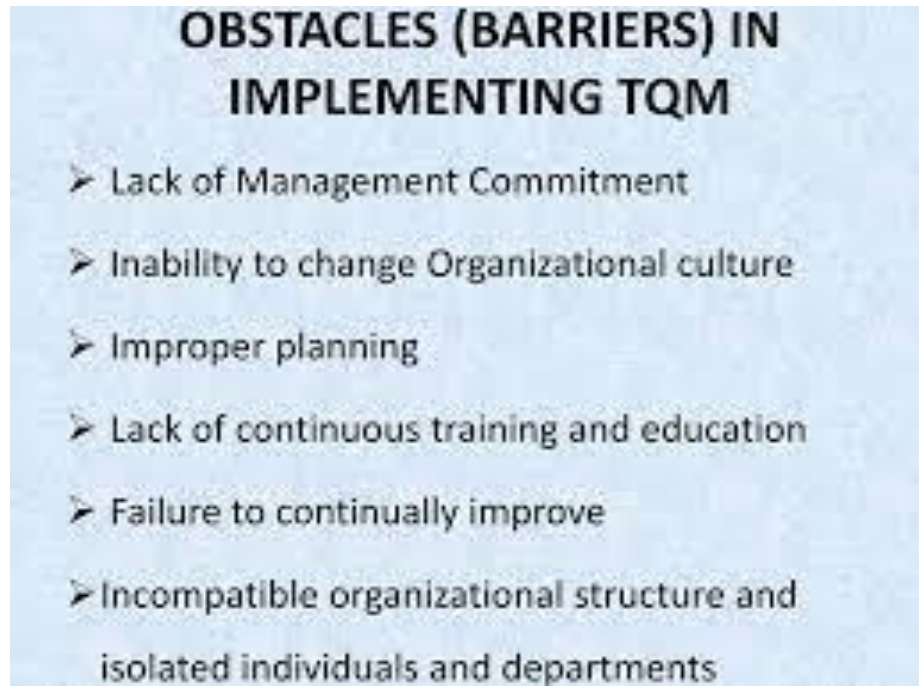 OBSTACLES (BARRIERS) IN
IMPLEMENTING TQM
➢ Lack of Management Commitment
➢ Inability to change Organizational culture
➢ Improper planning
➢ Lack of continuous training and education
➢ Failure to continually improve
➢Incompatible organizational structure and
isolated individuals and departments